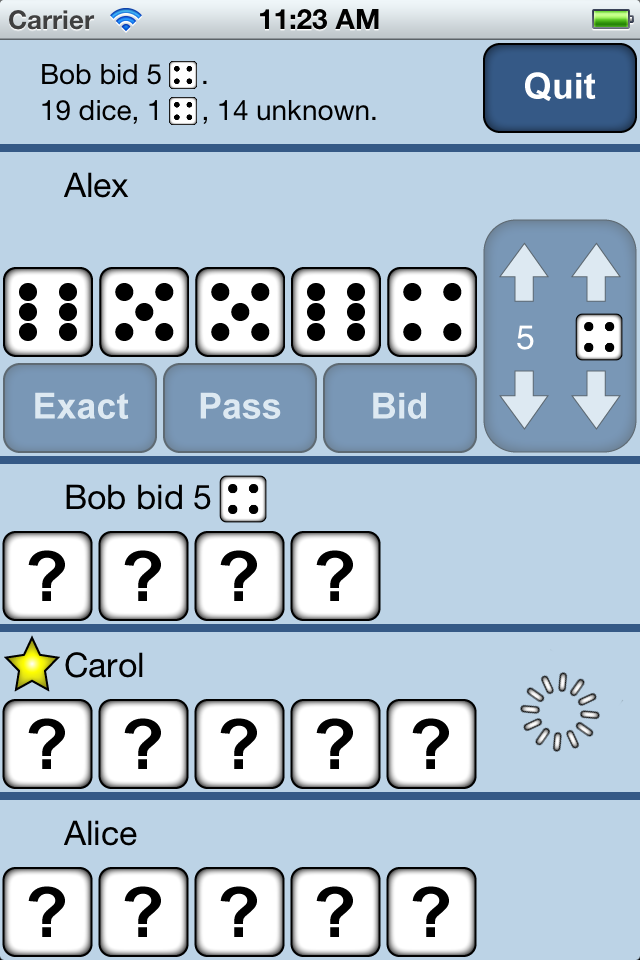 Carrier 11:23 AM
Bob bid 5 .
19 dice, 1 , 14 unknown.
Quit
Alex
5
Exact Pass Bid
Bob bid 5
? ? ? ?
Carol
? ? ? ? ?
Alice
? ? ? ? ?